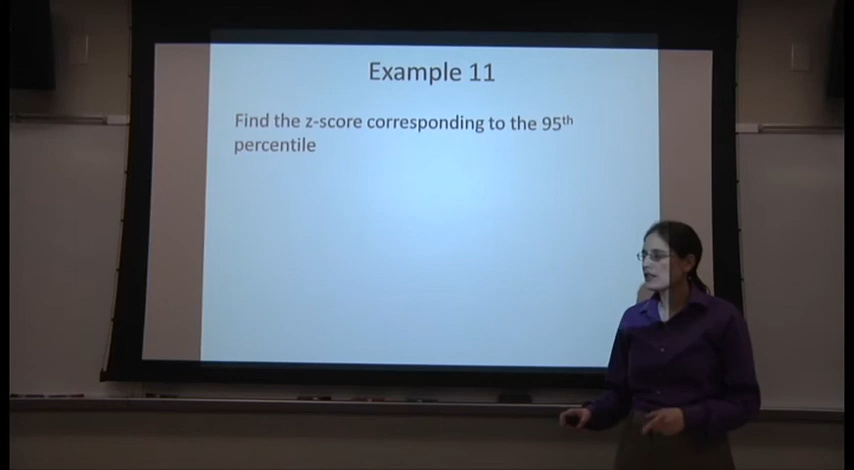 Example 11
Find the z-score corresponding to the 95th
percentile